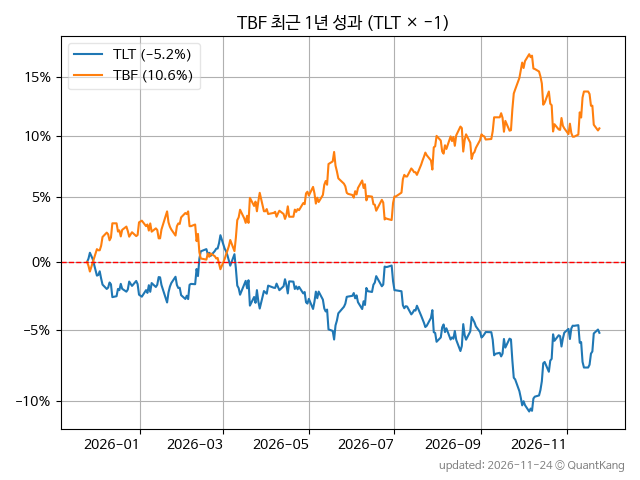 TBF 최근 1년 성과 (TLT × −1)
TLT (−5.2%)
TBF (10.6%)
15%
10%
5%
0%
−5%
−10%
2026−01 2026−03 2026−05 2026−07 2026−09 2026−11
updated: 2026-11-24 © QuantKang